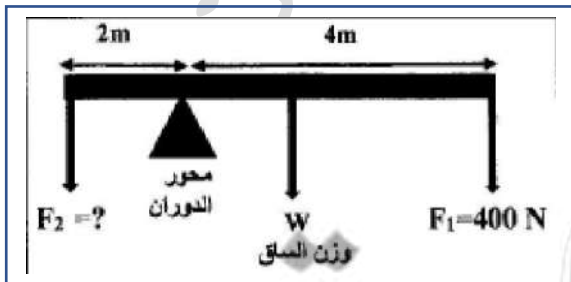 2m 4m
محور
الدوران
F₂ =? W F₁=400 N
وزن الساق